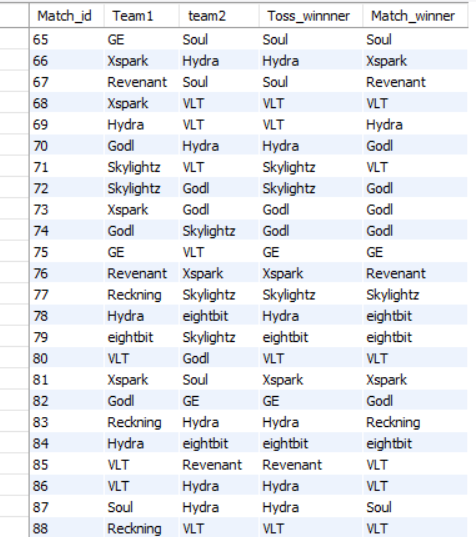 Match_id Team1 team2 Toss_winnner Match_winner
65 GE Soul Soul Soul
66 Xspark Hydra Hydra Xspark
67 Revenant Soul Soul Revenant
68 Xspark VLT VLT VLT
69 Hydra VLT VLT Hydra
70 Godl Hydra Hydra Godl
71 Skylightz VLT Skylightz VLT
72 Skylightz Godl Skylightz Godl
73 Xspark Godl Godl Godl
74 Godl Skylightz Godl Godl
75 GE VLT GE GE
76 Revenant Xspark Xspark Revenant
77 Reckning Skylightz Skylightz Skylightz
78 Hydra eightbit Hydra eightbit
79 eightbit Skylightz eightbit eightbit
80 VLT Godl VLT VLT
81 Xspark Soul Xspark Xspark
82 Godl GE GE Godl
83 Reckning Hydra Hydra Reckning
84 Hydra eightbit eightbit eightbit
85 VLT Revenant Revenant VLT
86 VLT Hydra Hydra VLT
87 Soul Hydra Hydra Soul
88 Reckning VLT VLT VLT